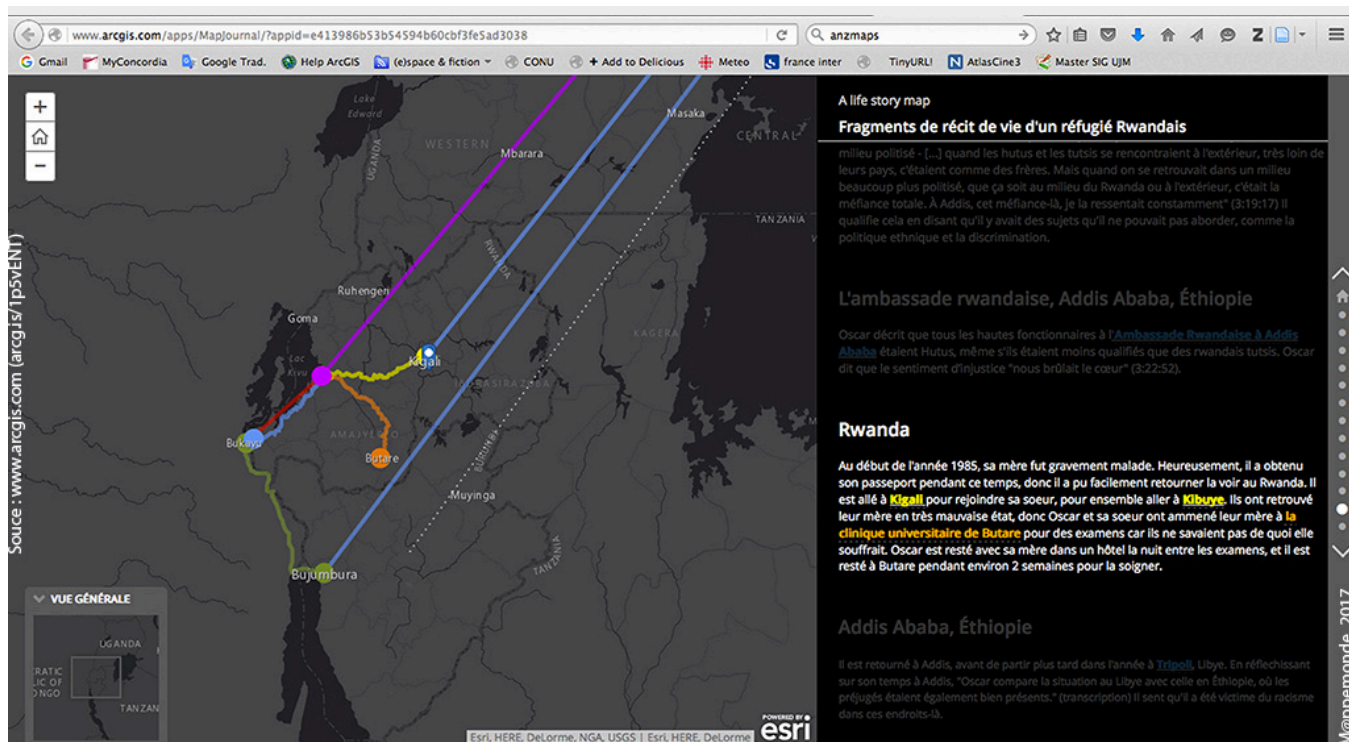 www.arcgis.com/apps/MapJournal/?appid=e413986b53b54594b60cbf3fe5ad3038
anzmaps
Gmail MyConcordia Google Trad. Help ArcGIS (e)space & fiction CONU + Add to Delicious Meteo france inter TinyURL! AtlasCine3 Master SIG UJM
A life story map
Fragments de récit de vie d'un réfugié Rwandais
milieu politisé - [...] quand les hutus et les tutsis se rencontraient à l'extérieur, très loin de
leurs pays, c'étaient comme des frères. Mais quand on se retrouvait dans un milieu
beaucoup plus politisé, que ça soit au milieu du Rwanda ou à l'extérieur, c'était la
méfiance totale. À Addis, cet méfiance-là, je la ressentait constamment" (3:19:17) Il
qualifie cela en disant qu'il y avait des sujets qu'il ne pouvait pas aborder, comme la
politique ethnique et la discrimination.
L'ambassade rwandaise, Addis Ababa, Éthiopie
Oscar décrit que tous les hautes fonctionnaires à l'Ambassade Rwandaise à Addis
Ababa étaient Hutus, même s'ils étaient moins qualifiés que des rwandais tutsis. Oscar
dit que le sentiment d'injustice "nous brûlait le cœur" (3:22:52).
Rwanda
Au début de l'année 1985, sa mère fut gravement malade. Heureusement, il a obtenu
son passeport pendant ce temps, donc il a pu facilement retourner la voir au Rwanda. Il
est allé à Kigali pour rejoindre sa soeur, pour ensemble aller à Kibuye. Ils ont retrouvé
leur mère en très mauvaise état, donc Oscar et sa soeur ont ammené leur mère à la
clinique universitaire de Butare pour des examens car ils ne savaient pas de quoi elle
souffrait. Oscar est resté avec sa mère dans un hôtel la nuit entre les examens, et il est
resté à Butare pendant environ 2 semaines pour la soigner.
Addis Ababa, Éthiopie
Il est retourné à Addis, avant de partir plus tard dans l'année à Tripoli, Libye. En réflechissant
sur son temps à Addis, "Oscar compare la situation au Libye avec celle en Éthiopie, où les
préjugés étaient également bien présents." (transcription) Il sent qu'il a été victime du racisme
dans ces endroits-là.
Lake
Edward
UGANDA
WESTERN
Masaka
CENTRAL
Mbarara
TANZANIA
RWANDA
Ruhengeri
Goma
Lac
Kivu
Kigali
KAGERA
Bukavu
Butare
BURUNDI
Muyinga
TANZANIA
Bujumbura
VUE GÉNÉRALE
UGANDA
CRATIC
LIC OF
ONGO
TANZAN
Esri, HERE, DeLorme, NGA, USGS | Esri, HERE, DeLorme
POWERED BY
esri
Souce : www.arcgis.com (arcg.is/1p5vENT)
M@ppemonde, 2017